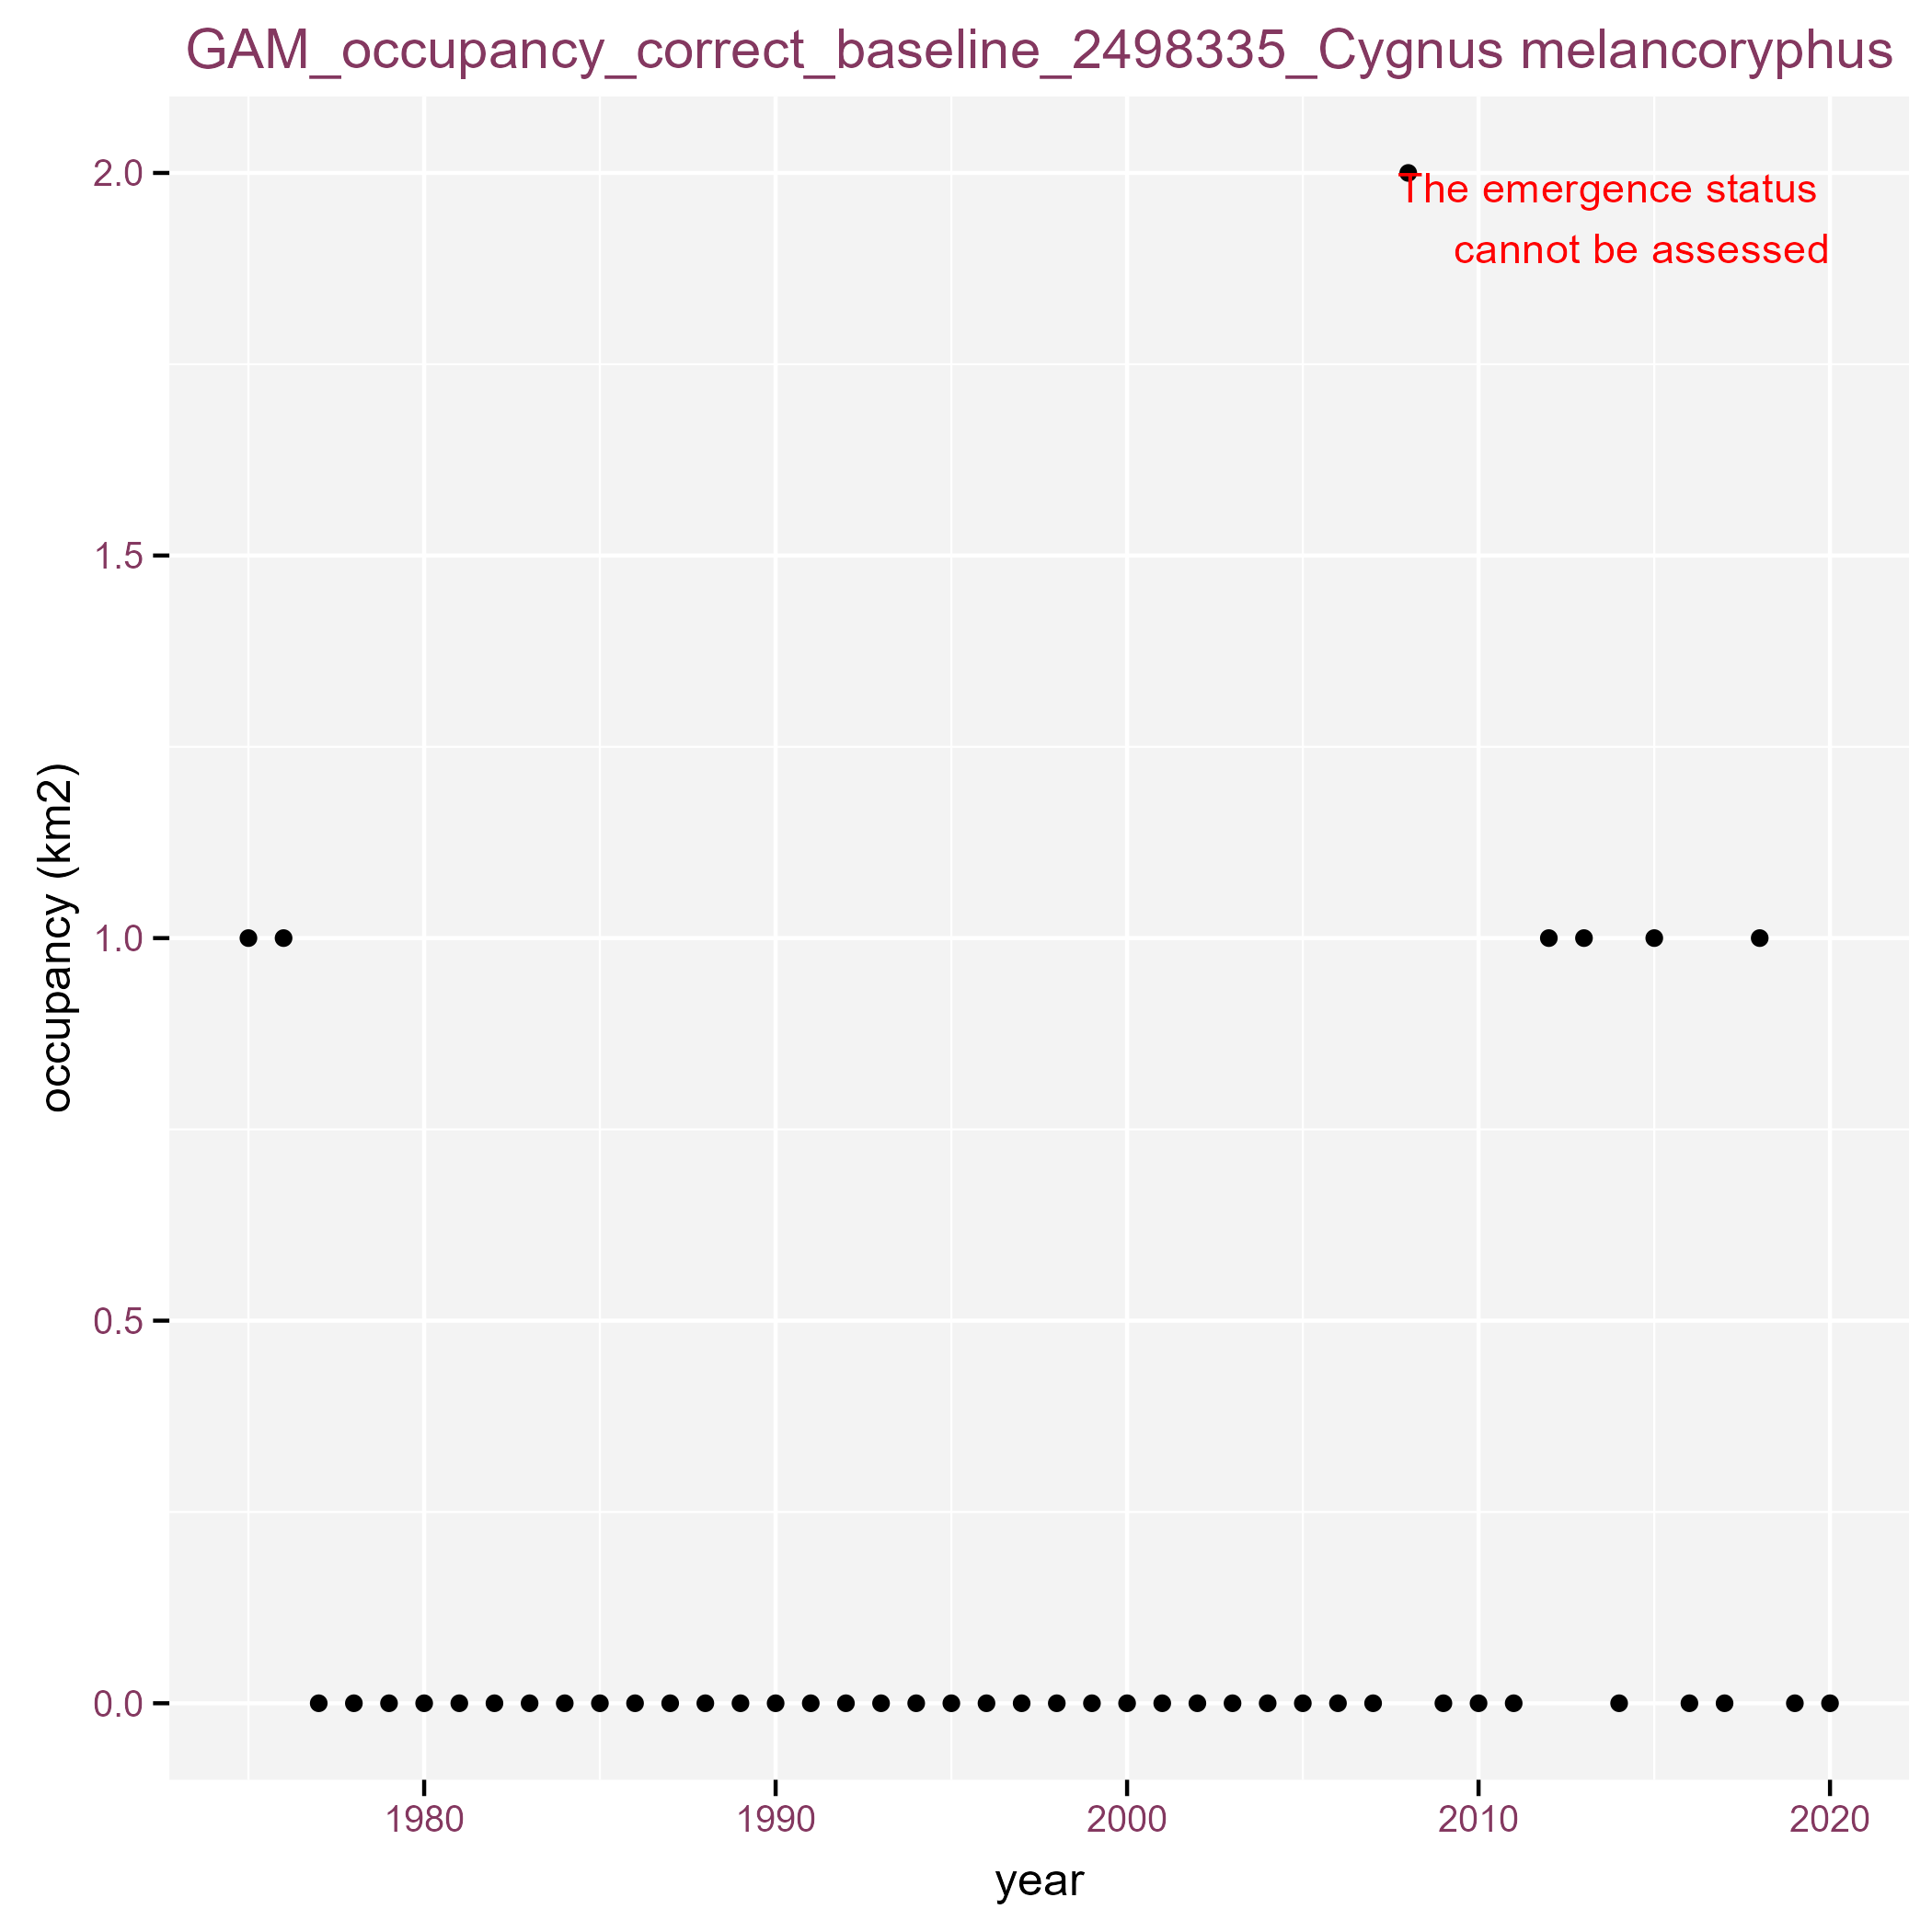 GAM_occupancy_correct_baseline_2498335_Cygnus melancoryphus
2.0
The emergence status
cannot be assessed
1.5
occupancy (km2)
1.0
0.5
0.0
1980 1990 2000 2010 2020
year